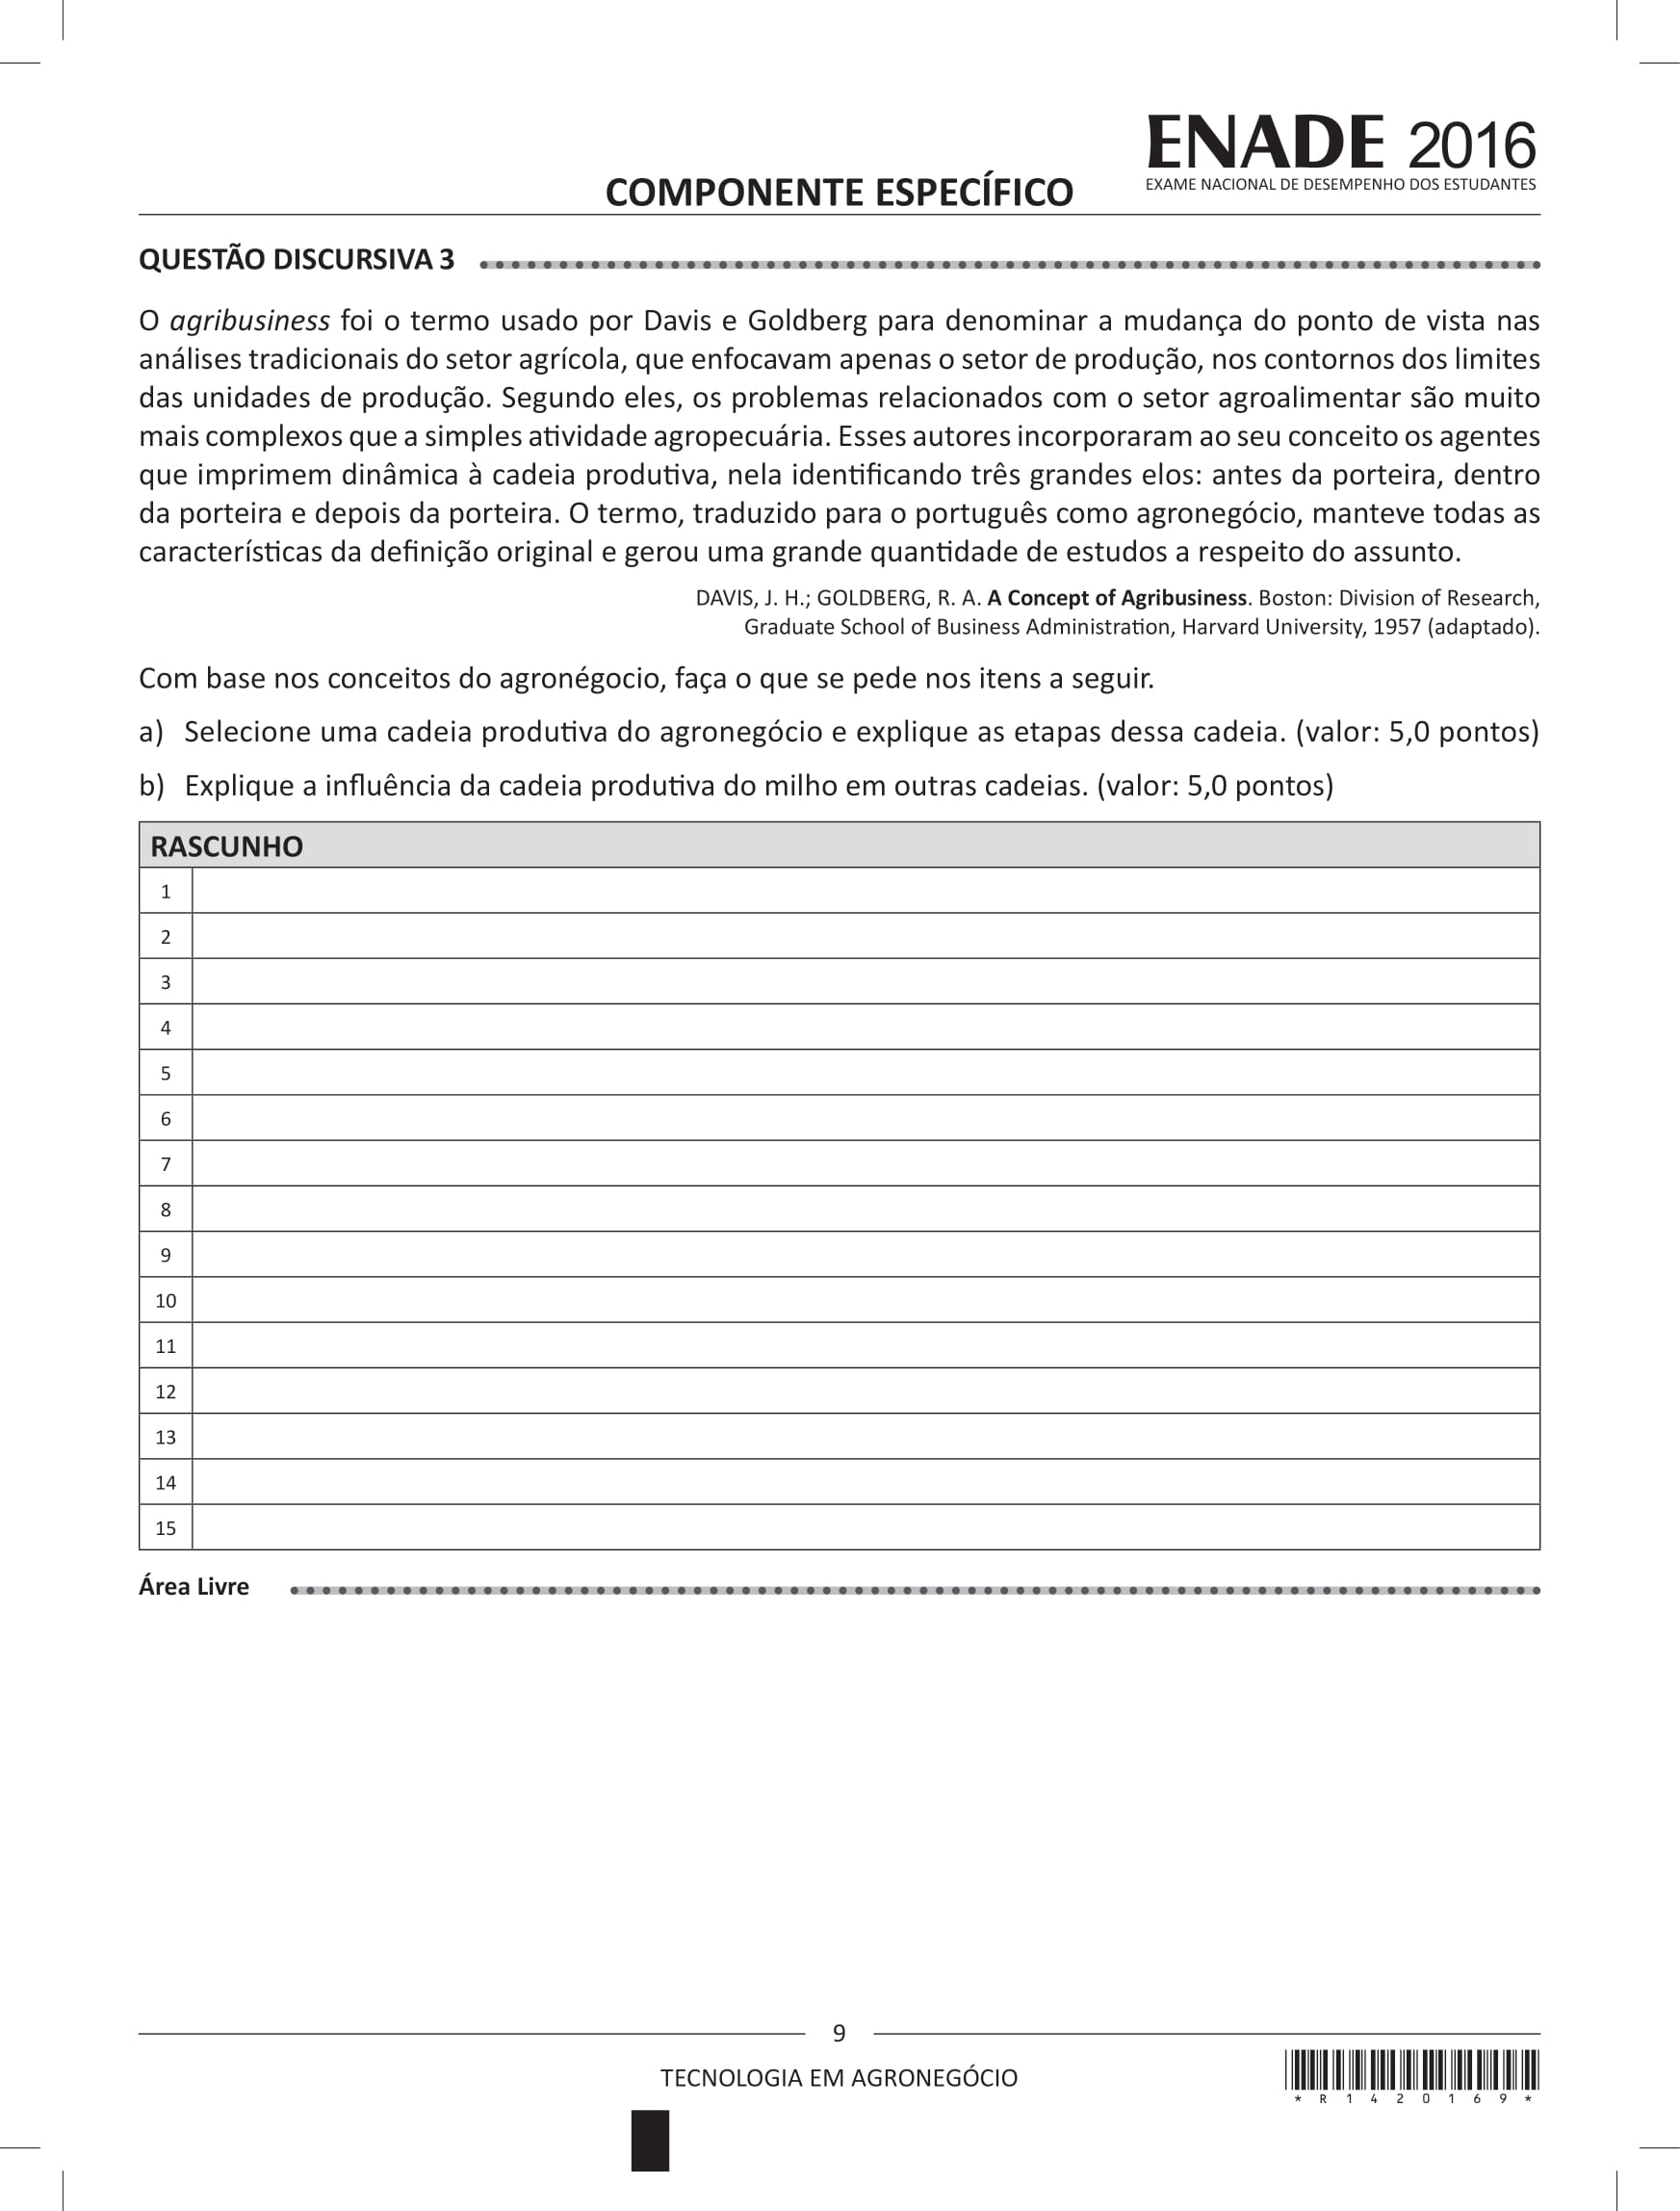 ENADE 2016
EXAME NACIONAL DE DESEMPENHO DOS ESTUDANTES
COMPONENTE ESPECÍFICO
QUESTÃO DISCURSIVA 3
O agribusiness foi o termo usado por Davis e Goldberg para denominar a mudança do ponto de vista nas
análises tradicionais do setor agrícola, que enfocavam apenas o setor de produção, nos contornos dos limites
das unidades de produção. Segundo eles, os problemas relacionados com o setor agroalimentar são muito
mais complexos que a simples atividade agropecuária. Esses autores incorporaram ao seu conceito os agentes
que imprimem dinâmica à cadeia produtiva, nela identificando três grandes elos: antes da porteira, dentro
da porteira e depois da porteira. O termo, traduzido para o português como agronegócio, manteve todas as
características da definição original e gerou uma grande quantidade de estudos a respeito do assunto.
DAVIS, J. H.; GOLDBERG, R. A. A Concept of Agribusiness. Boston: Division of Research,
Graduate School of Business Administration, Harvard University, 1957 (adaptado).
Com base nos conceitos do agronégocio, faça o que se pede nos itens a seguir.
a) Selecione uma cadeia produtiva do agronegócio e explique as etapas dessa cadeia. (valor: 5,0 pontos)
b) Explique a influência da cadeia produtiva do milho em outras cadeias. (valor: 5,0 pontos)
RASCUNHO
1
2
3
4
5
6
7
8
9
10
11
12
13
14
15
Área Livre
9
TECNOLOGIA EM AGRONEGÓCIO
* R 1 4 2 0 1 6 9 *